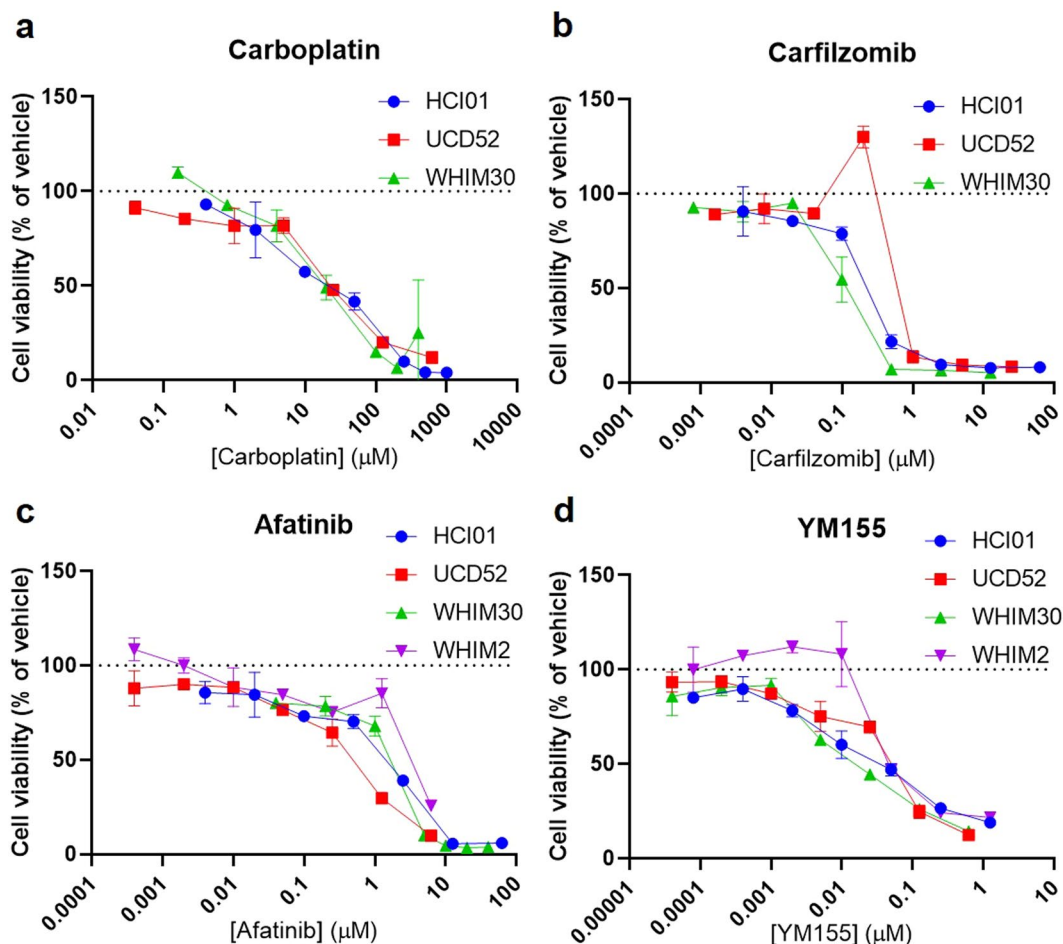 a
Carboplatin
Cell viability (% of vehicle)
150
100
50
0
0.01
0.1
1
10
100
1000
10000
[Carboplatin] (μM)
HCI01
UCD52
WHIM30
b
Carfilzomib
Cell viability (% of vehicle)
150
100
50
0
0.0001
0.001
0.01
0.1
1
10
100
[Carfilzomib] (μM)
HCI01
UCD52
WHIM30
c
Afatinib
Cell viability (% of vehicle)
150
100
50
0
0.0001
0.001
0.01
0.1
1
10
100
[Afatinib] (μM)
HCI01
UCD52
WHIM30
WHIM2
d
YM155
Cell viability (% of vehicle)
150
100
50
0
0.00001
0.0001
0.001
0.01
0.1
1
10
[YM155] (μM)
HCI01
UCD52
WHIM30
WHIM2